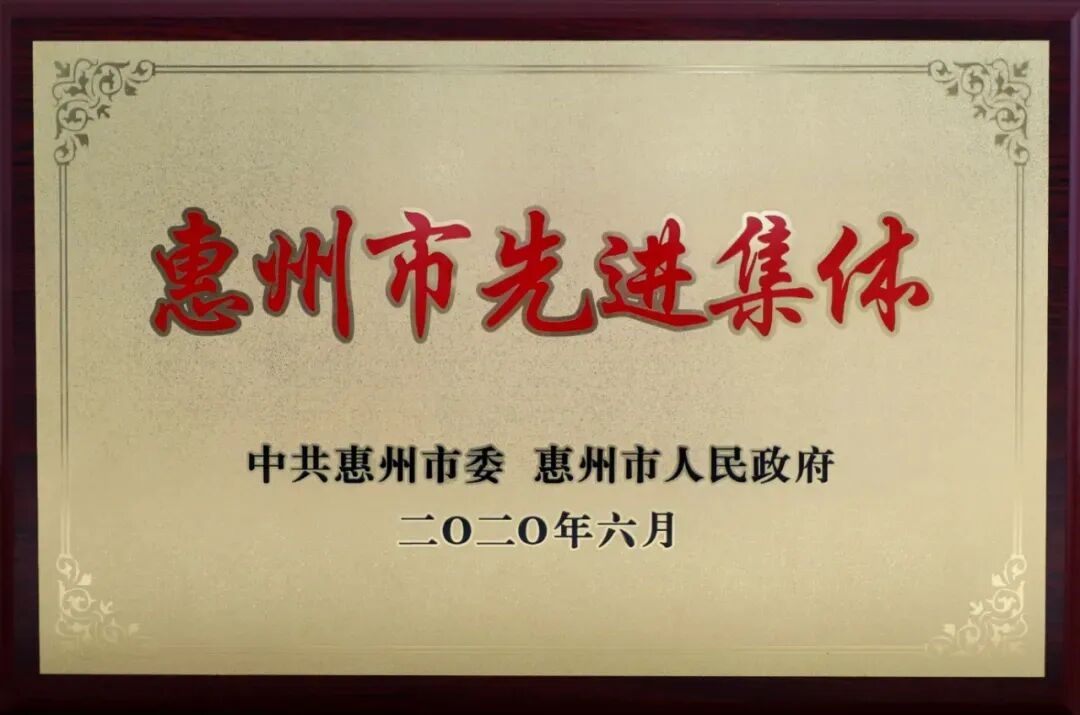 惠州市先进集体
中共惠州市委 惠州市人民政府
二〇二〇年六月